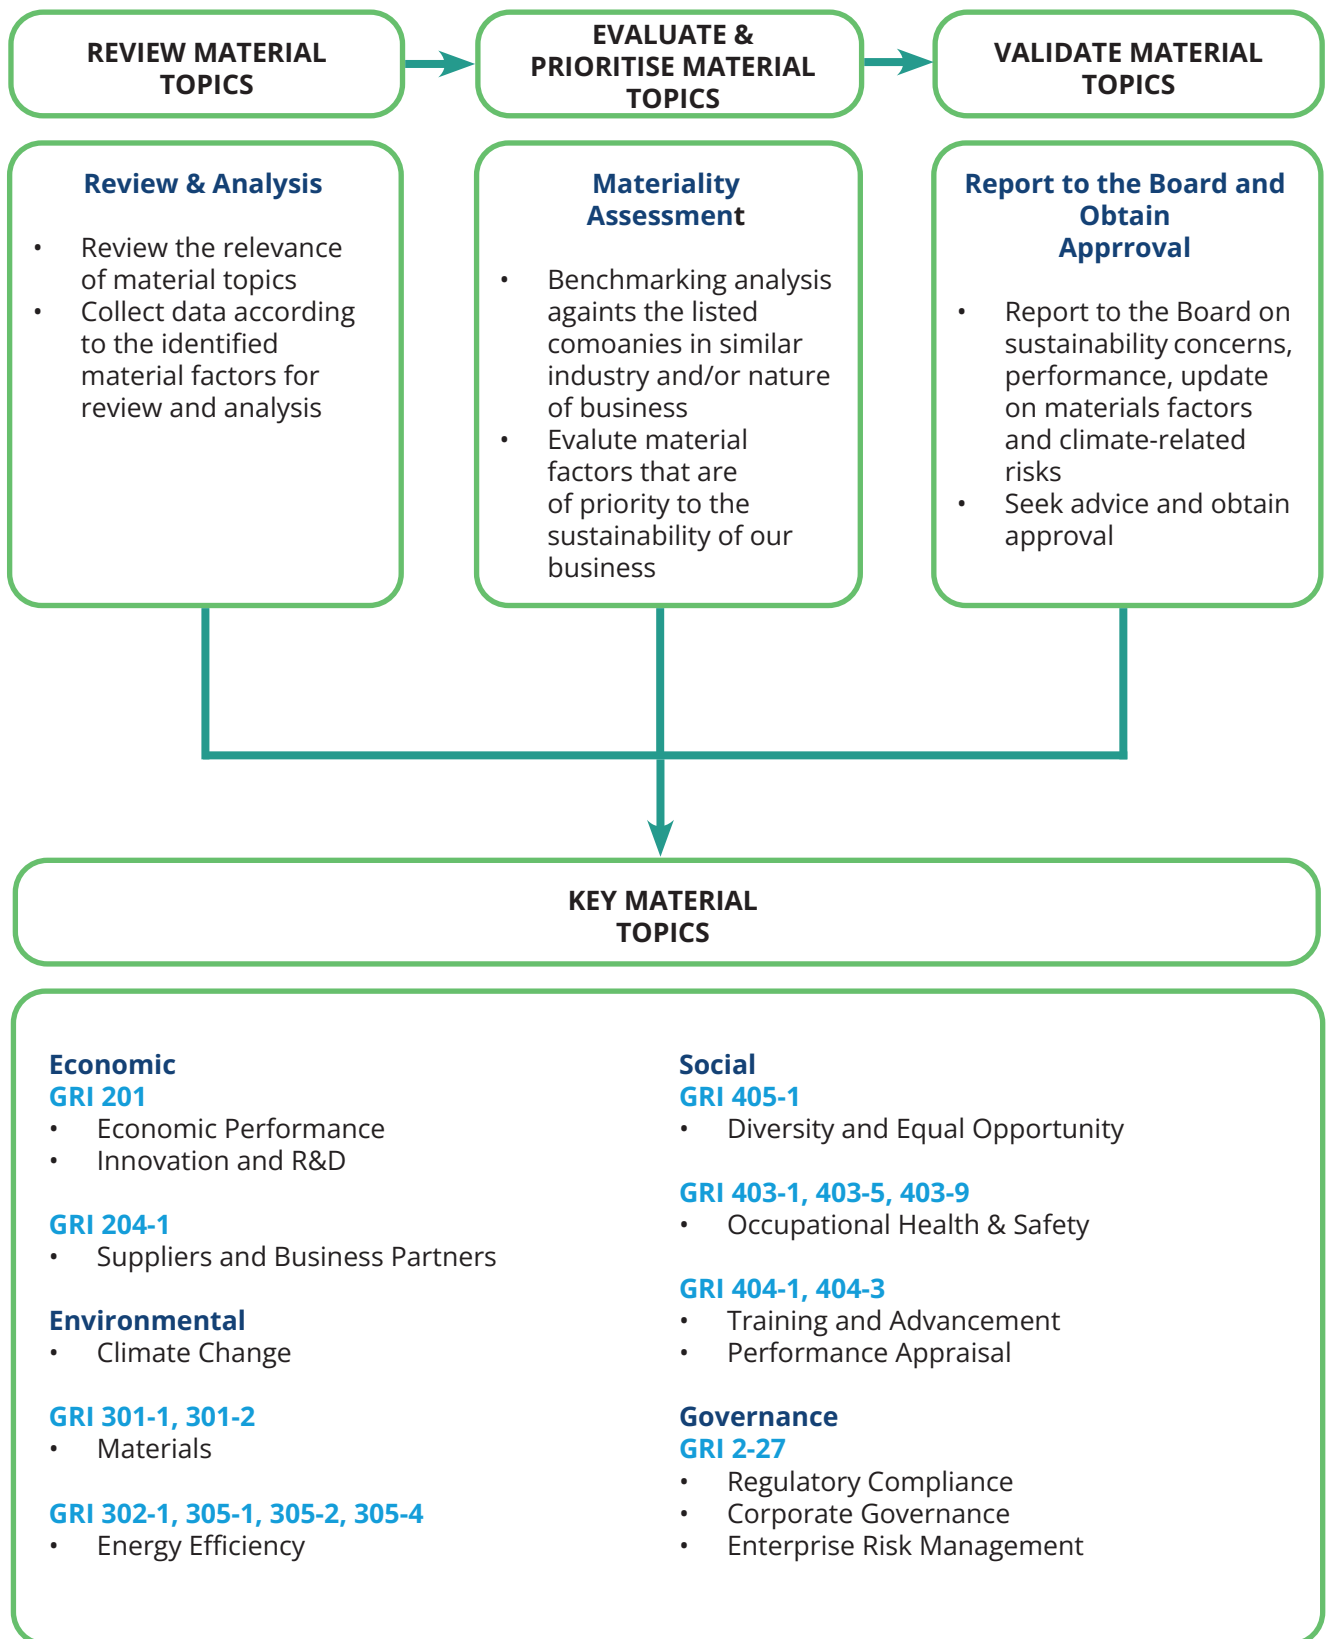 REVIEW MATERIAL
TOPICS
EVALUATE &
PRIORITISE MATERIAL
TOPICS
VALIDATE MATERIAL
TOPICS
Review & Analysis
• Review the relevance
of material topics
• Collect data according
to the identified
material factors for
review and analysis
Materiality
Assessment
• Benchmarking analysis
againts the listed
comoanies in similar
industry and/or nature
of business
• Evalute material
factors that are
of priority to the
sustainability of our
business
Report to the Board and
Obtain
Apprroval
• Report to the Board on
sustainability concerns,
performance, update
on materials factors
and climate-related
risks
• Seek advice and obtain
approval
KEY MATERIAL
TOPICS
Economic
GRI 201
• Economic Performance
• Innovation and R&D
GRI 204-1
• Suppliers and Business Partners
Environmental
• Climate Change
GRI 301-1, 301-2
• Materials
GRI 302-1, 305-1, 305-2, 305-4
• Energy Efficiency
Social
GRI 405-1
• Diversity and Equal Opportunity
GRI 403-1, 403-5, 403-9
• Occupational Health & Safety
GRI 404-1, 404-3
• Training and Advancement
• Performance Appraisal
Governance
GRI 2-27
• Regulatory Compliance
• Corporate Governance
• Enterprise Risk Management